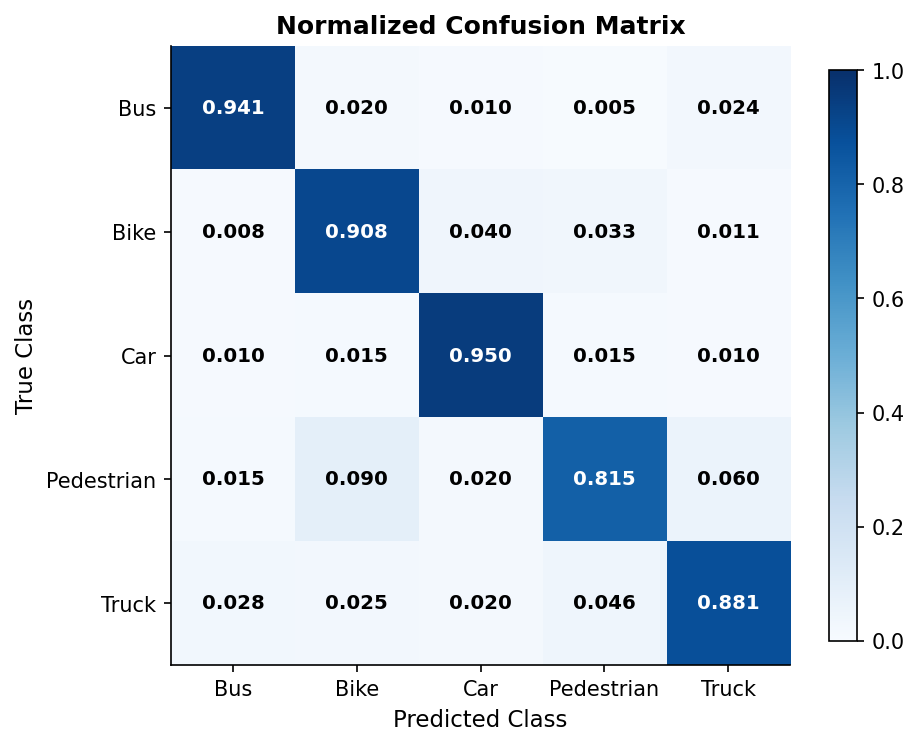 Normalized Confusion Matrix
Bus 0.941 0.020 0.010 0.005 0.024
Bike 0.008 0.908 0.040 0.033 0.011
Car 0.010 0.015 0.950 0.015 0.010
Pedestrian 0.015 0.090 0.020 0.815 0.060
Truck 0.028 0.025 0.020 0.046 0.881
Bus Bike Car Pedestrian Truck
Predicted Class
True Class
1.0
0.8
0.6
0.4
0.2
0.0